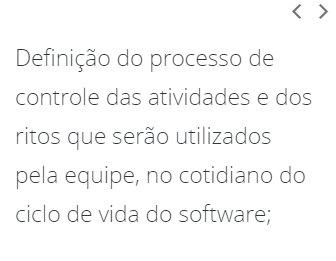 Definição do processo de
controle das atividades e dos
ritos que serão utilizados
pela equipe, no cotidiano do
ciclo de vida do software;